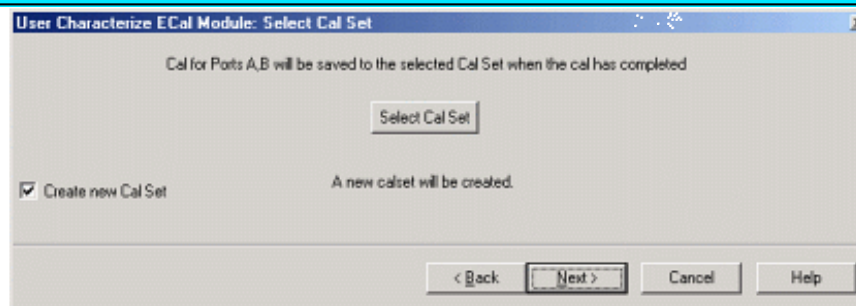 User Characterize ECal Module: Select Cal Set
Cal for Ports A,B will be saved to the selected Cal Set when the cal has completed
Select Cal Set
Create new Cal Set
A new calset will be created.
< Back
Next >
Cancel
Help